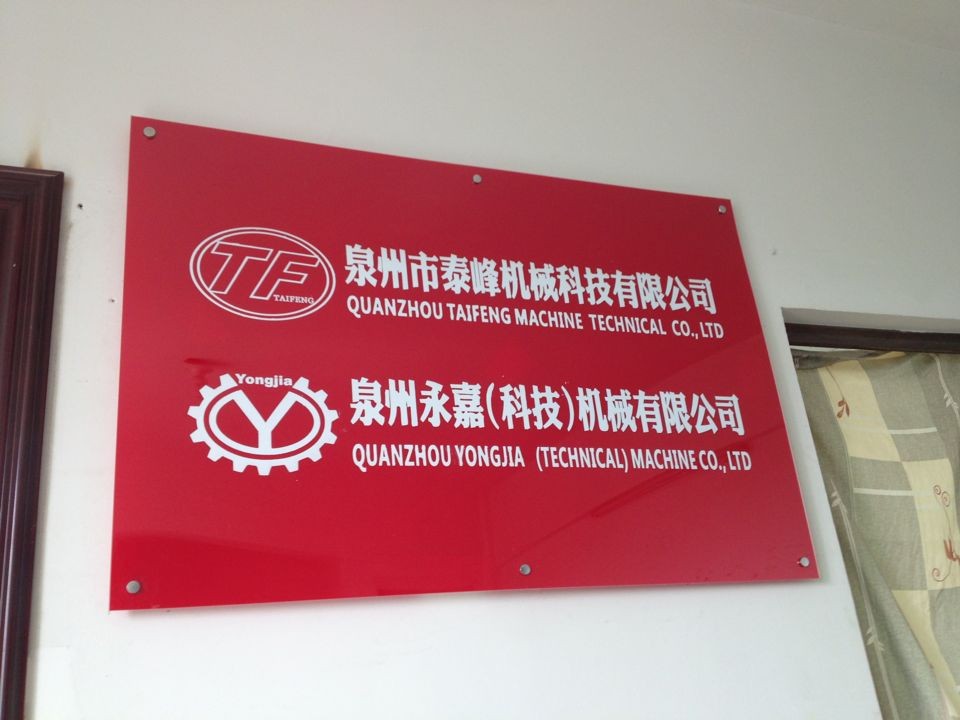 TF
TAIFENG
泉州市泰峰机械科技有限公司
QUANZHOU TAIFENG MACHINE TECHNICAL CO.,LTD
Yongjia
Y
泉州永嘉(科技)机械有限公司
QUANZHOU YONGJIA (TECHNICAL) MACHINE CO.,LTD